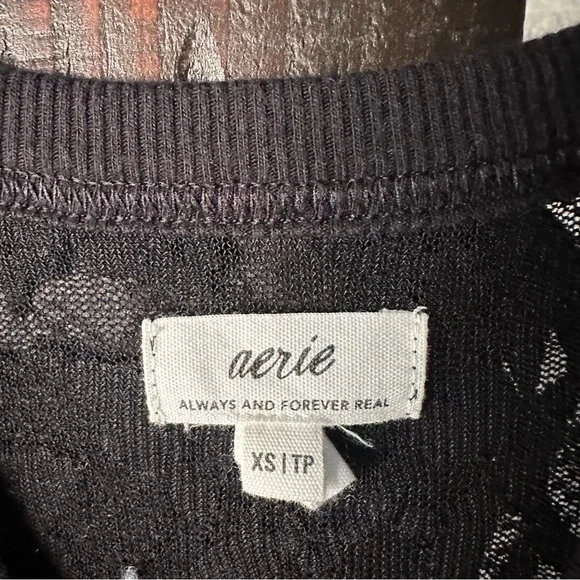 aerie
ALWAYS AND FOREVER REAL
XS | TP